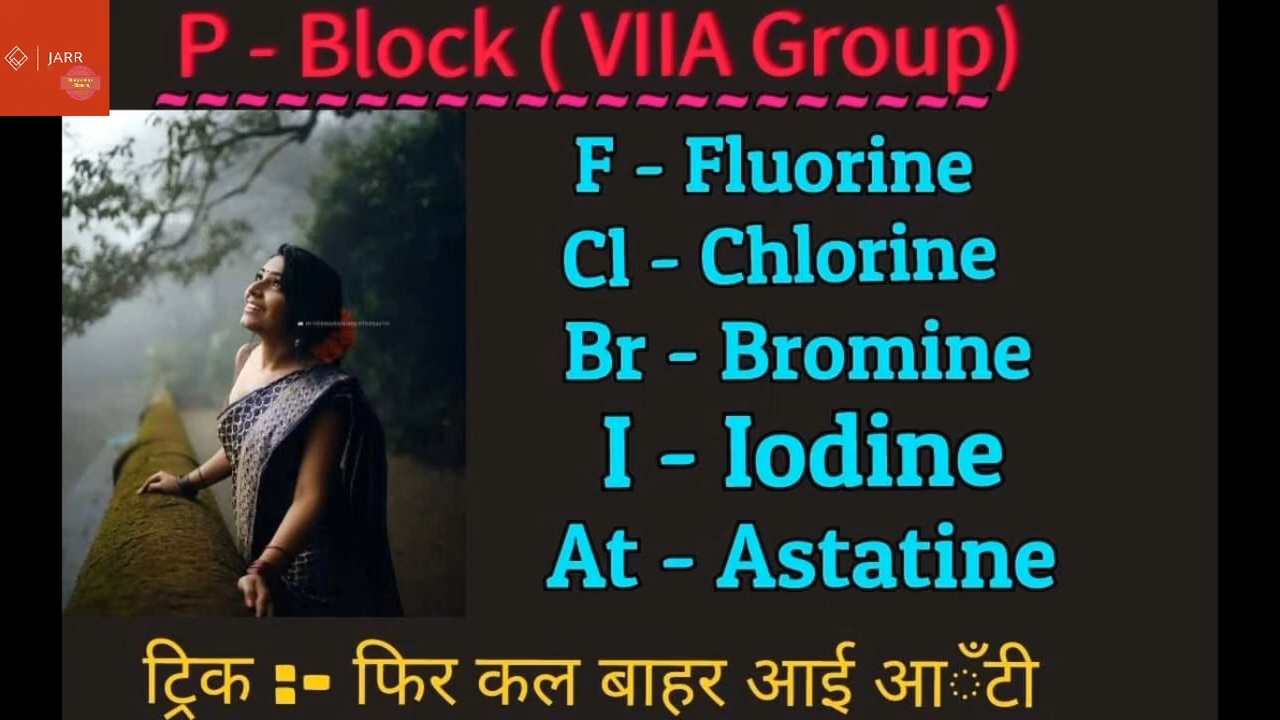 JARR
P - Block ( VIIA Group)
~~~~~~~~~~~~~~~~~~~~~
F - Fluorine
Cl - Chlorine
Br - Bromine
I - Iodine
At - Astatine
ट्रिक :- फिर कल बाहर आई आँटी